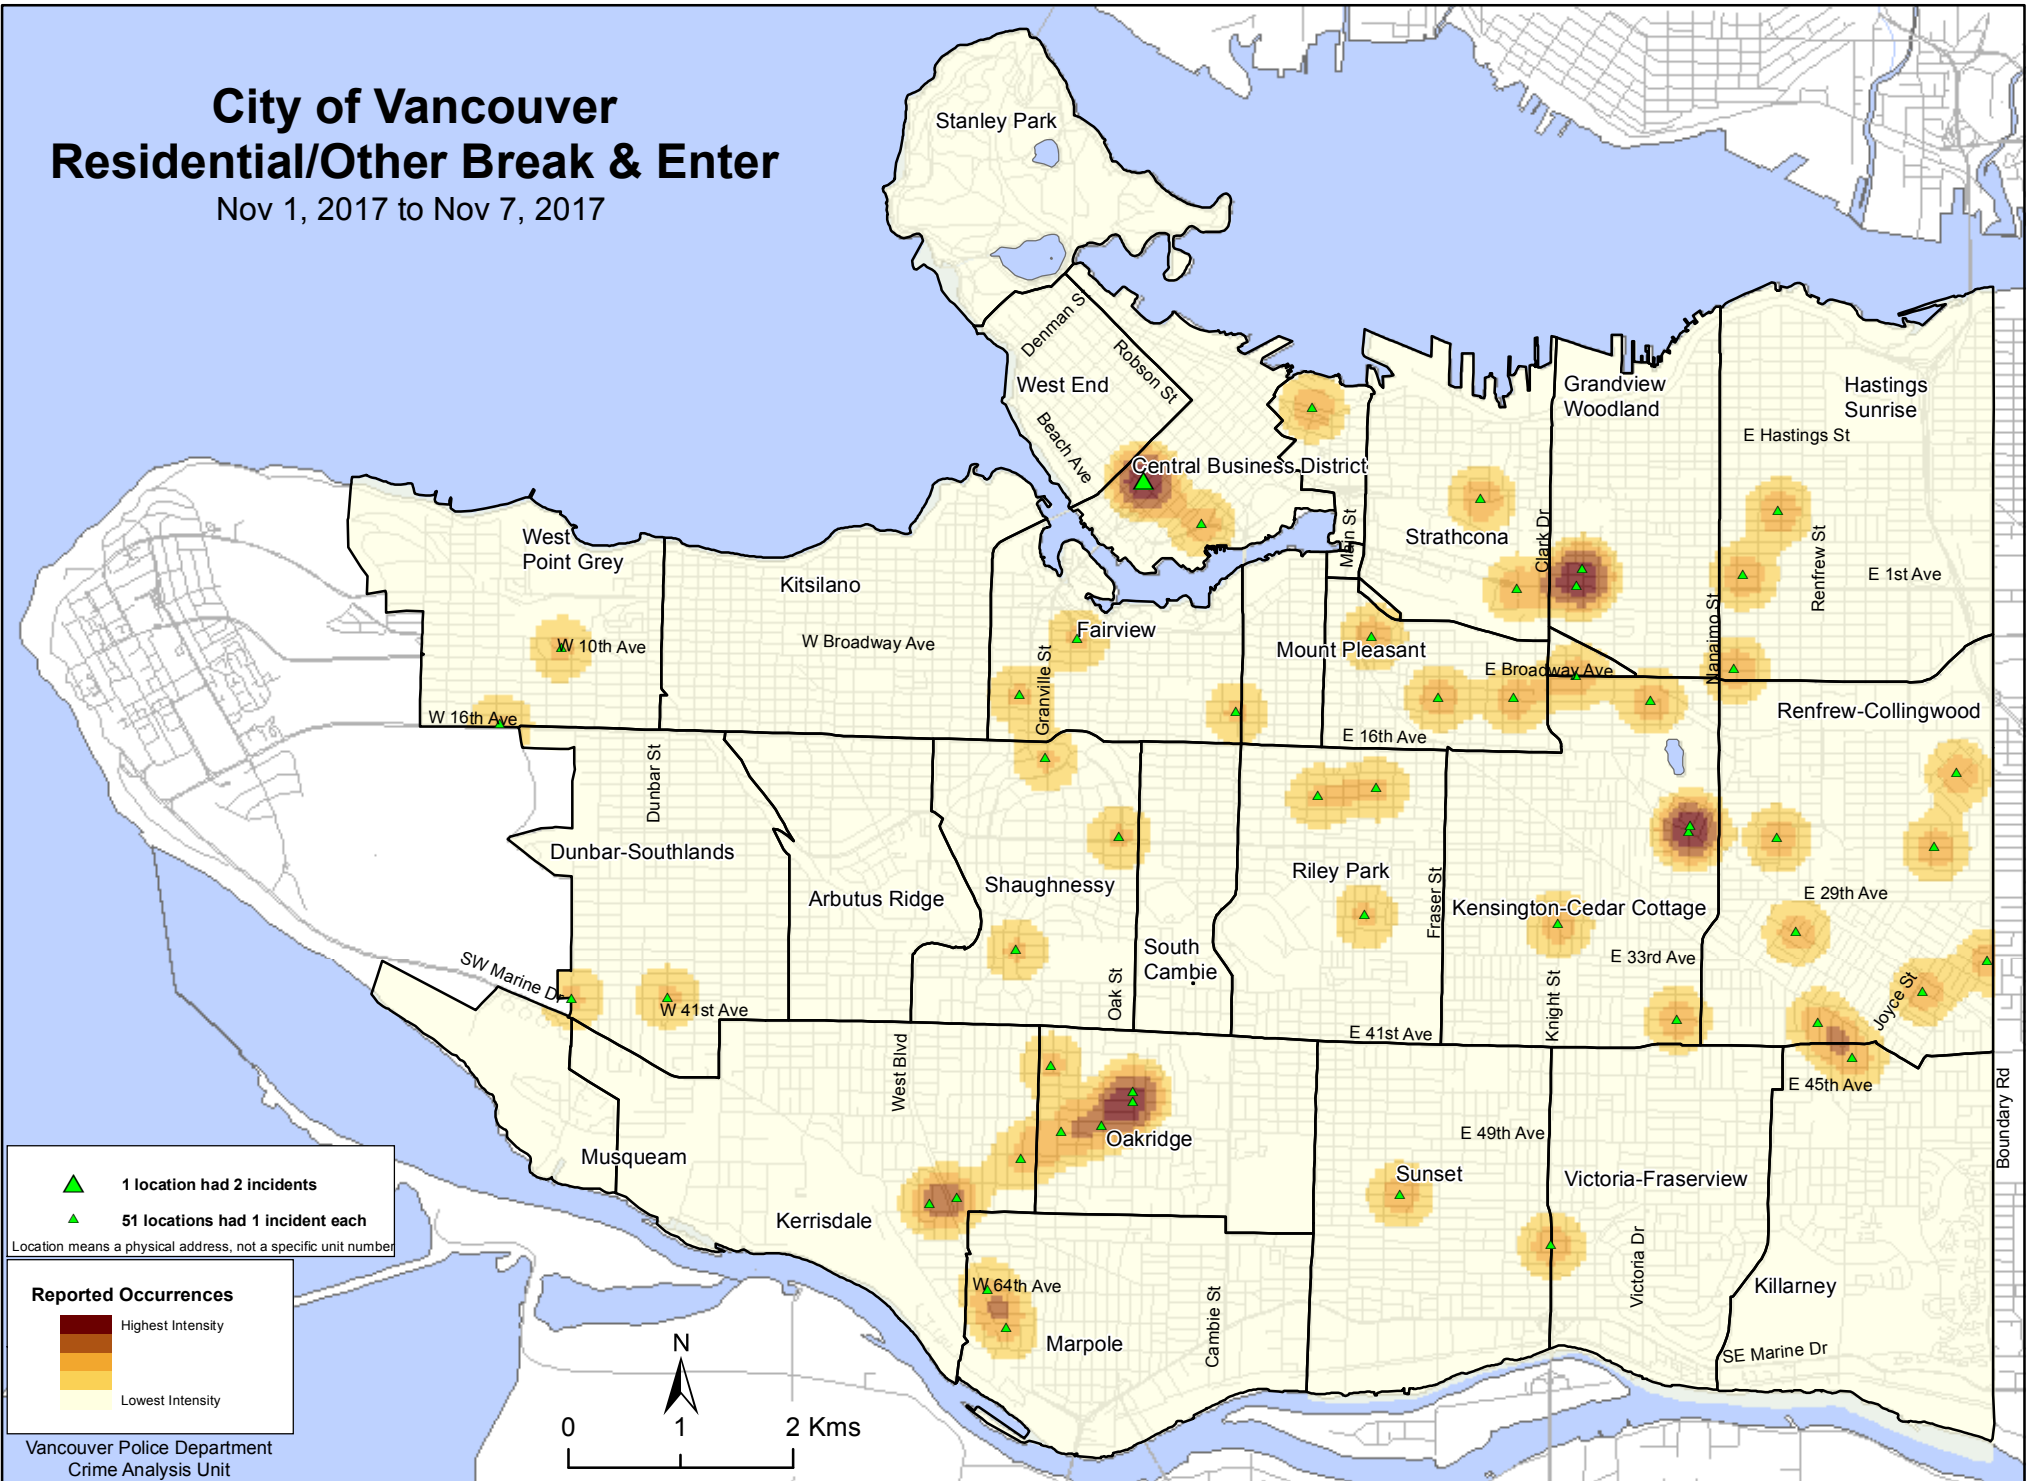 City of Vancouver
Residential/Other Break & Enter
Nov 1, 2017 to Nov 7, 2017
Stanley Park
Denman St
Robson St
West End
Beach Ave
Central Business District
Grandview
Woodland
Hastings
Sunrise
E Hastings St
Main St
Strathcona
Clark Dr
Renfrew St
E 1st Ave
Nanaimo St
West
Point Grey
Kitsilano
W 10th Ave
W Broadway Ave
Fairview
Granville St
Mount Pleasant
E Broadway Ave
W 16th Ave
E 16th Ave
Renfrew-Collingwood
Dunbar St
Dunbar-Southlands
Arbutus Ridge
Shaughnessy
Riley Park
Fraser St
Kensington-Cedar Cottage
E 29th Ave
South
Cambie
Oak St
E 33rd Ave
Knight St
Joyce St
SW Marine Dr
W 41st Ave
E 41st Ave
West Blvd
E 45th Ave
Boundary Rd
Oakridge
E 49th Ave
Musqueam
Sunset
Victoria-Fraserview
Kerrisdale
Victoria Dr
W 64th Ave
Cambie St
Killarney
Marpole
SE Marine Dr
1 location had 2 incidents
51 locations had 1 incident each
Location means a physical address, not a specific unit number
Reported Occurrences
Highest Intensity
Lowest Intensity
N
0 1 2 Kms
Vancouver Police Department
Crime Analysis Unit